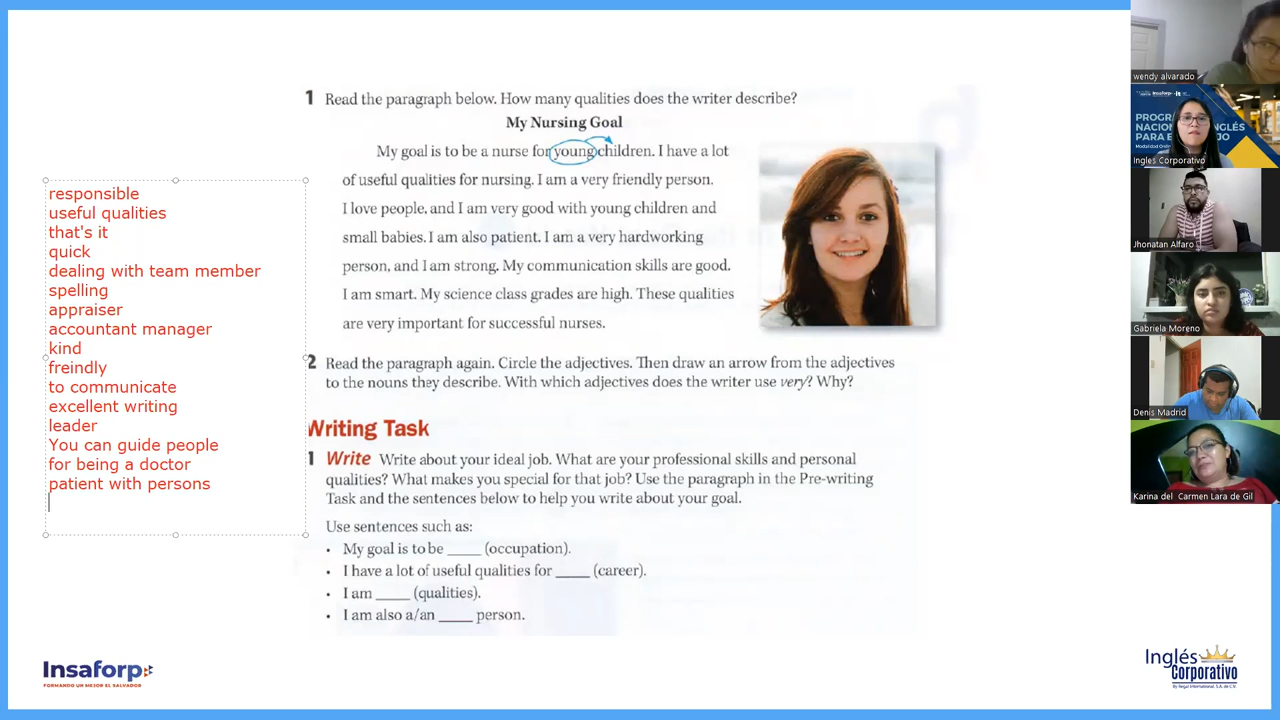 1 Read the paragraph below. How many qualities does the writer describe?
My Nursing Goal
My goal is to be a nurse for young children. I have a lot
of useful qualities for nursing. I am a very friendly person.
I love people, and I am very good with young children and
small babies. I am also patient. I am a very hardworking
person, and I am strong. My communication skills are good.
I am smart. My science class grades are high. These qualities
are very important for successful nurses.
responsible
useful qualities
that's it
quick
dealing with team member
spelling
appraiser
accountant manager
kind
freindly
to communicate
excellent writing
leader
You can guide people
for being a doctor
patient with persons
2 Read the paragraph again. Circle the adjectives. Then draw an arrow from the adjectives
to the nouns they describe. With which adjectives does the writer use very? Why?
Writing Task
1 Write Write about your ideal job. What are your professional skills and personal
qualities? What makes you special for that job? Use the paragraph in the Pre-writing
Task and the sentences below to help you write about your goal.
Use sentences such as:
• My goal is to be ____ (occupation).
• I have a lot of useful qualities for ____ (career).
• I am ____ (qualities).
• I am also a/an ____ person.
Insaforp
FORMANDO UN MEJOR EL SALVADOR
Inglés
Corporativo
wendy alvarado
Insaforp
Ingles Corporativo
Jhonatan Alfaro
Gabriela Moreno
Denis Madrid
Karina del Carmen Lara de Gil